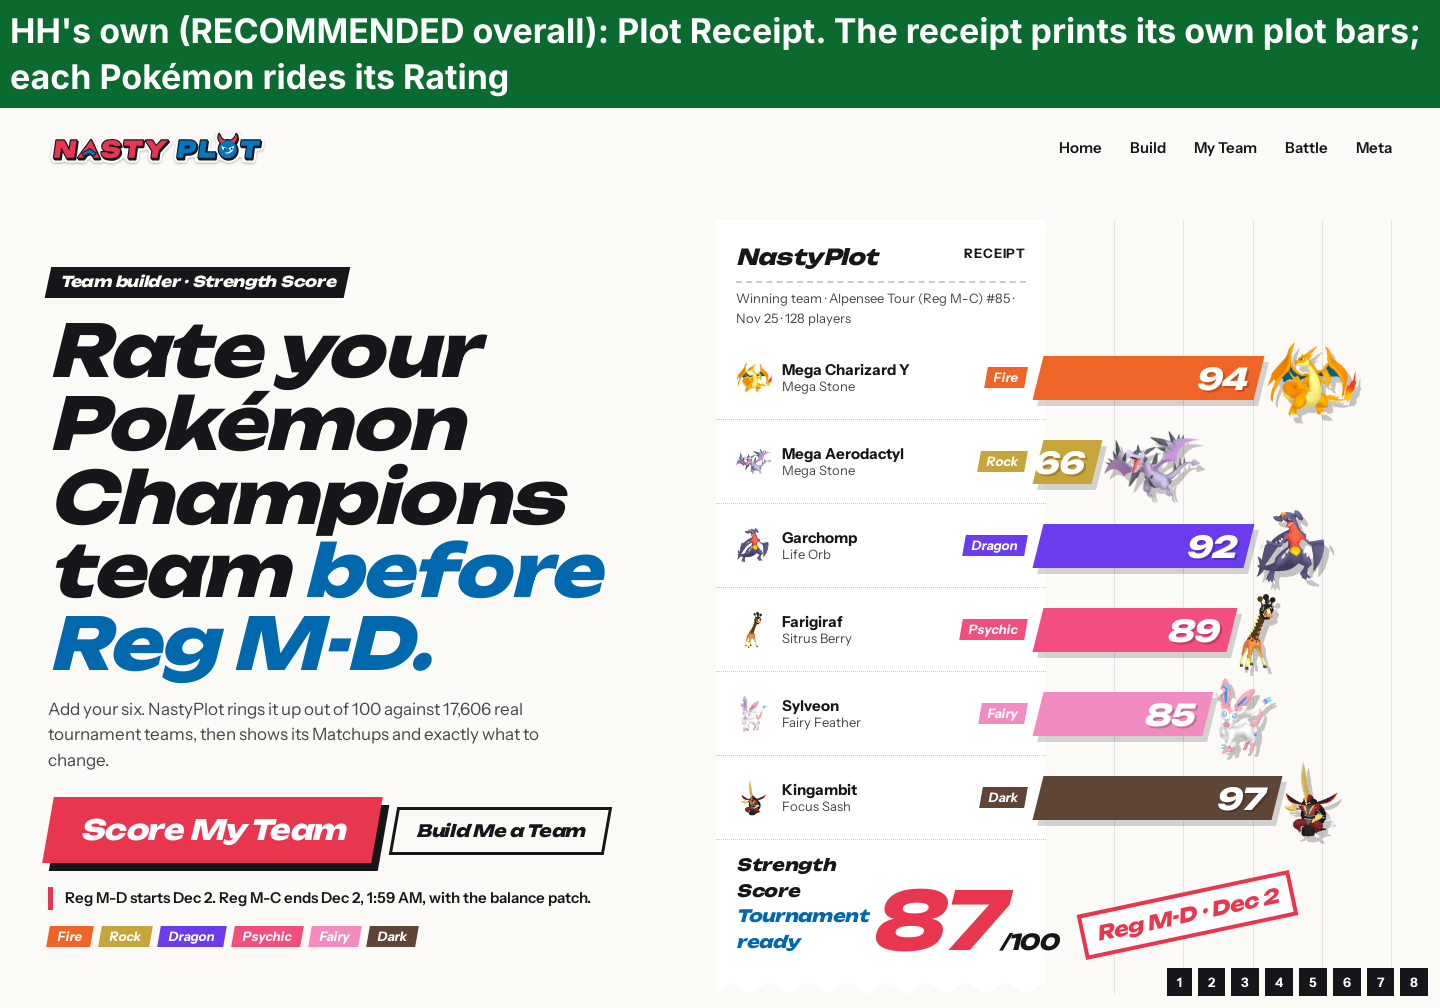 HH's own (RECOMMENDED overall): Plot Receipt. The receipt prints its own plot bars;
each Pokémon rides its Rating
NASTY PLOT
Home Build My Team Battle Meta
Team builder · Strength Score
Rate your
Pokémon
Champions
team before
Reg M-D.
Add your six. NastyPlot rings it up out of 100 against 17,606 real
tournament teams, then shows its Matchups and exactly what to
change.
Score My Team
Build Me a Team
Reg M-D starts Dec 2. Reg M-C ends Dec 2, 1:59 AM, with the balance patch.
Fire Rock Dragon Psychic Fairy Dark
NastyPlot RECEIPT
Winning team · Alpensee Tour (Reg M-C) #85 ·
Nov 25 · 128 players
Mega Charizard Y
Mega Stone
Fire
94
Mega Aerodactyl
Mega Stone
Rock
66
Garchomp
Life Orb
Dragon
92
Farigiraf
Sitrus Berry
Psychic
89
Sylveon
Fairy Feather
Fairy
85
Kingambit
Focus Sash
Dark
97
Strength
Score
Tournament
ready
87/100
Reg M-D · Dec 2
1 2 3 4 5 6 7 8